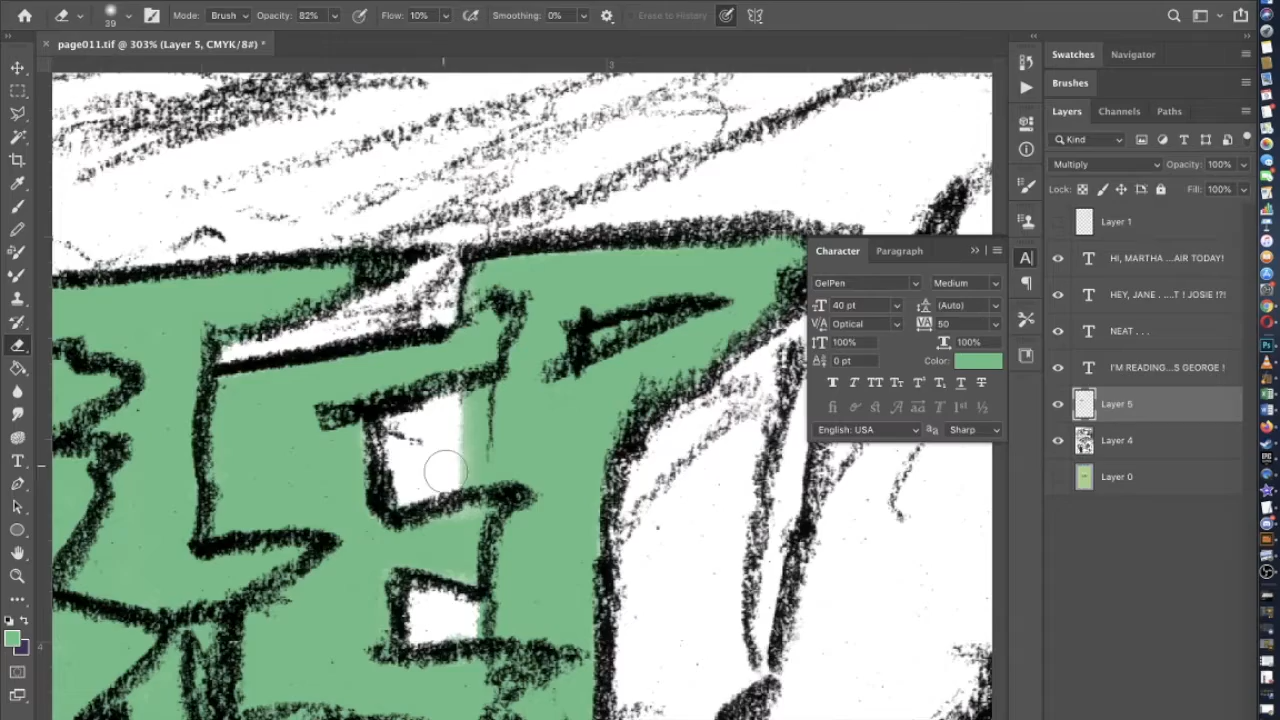 39
Mode: Brush Opacity: 82% Flow: 10% Smoothing: 0% Erase to History
page011.tif @ 303% (Layer 5, CMYK/8#) *
3
4
Character Paragraph
GelPen Medium
40 pt (Auto)
Optical 50
100% 100%
0 pt Color:
English: USA Sharp
Swatches Navigator
Brushes
Layers Channels Paths
Kind
Multiply Opacity: 100%
Lock: Fill: 100%
Layer 1
HI, MARTHA ...AIR TODAY!
HEY, JANE . ....T ! JOSIE !?!
NEAT . . .
I'M READING...S GEORGE !
Layer 5
Layer 4
Layer 0